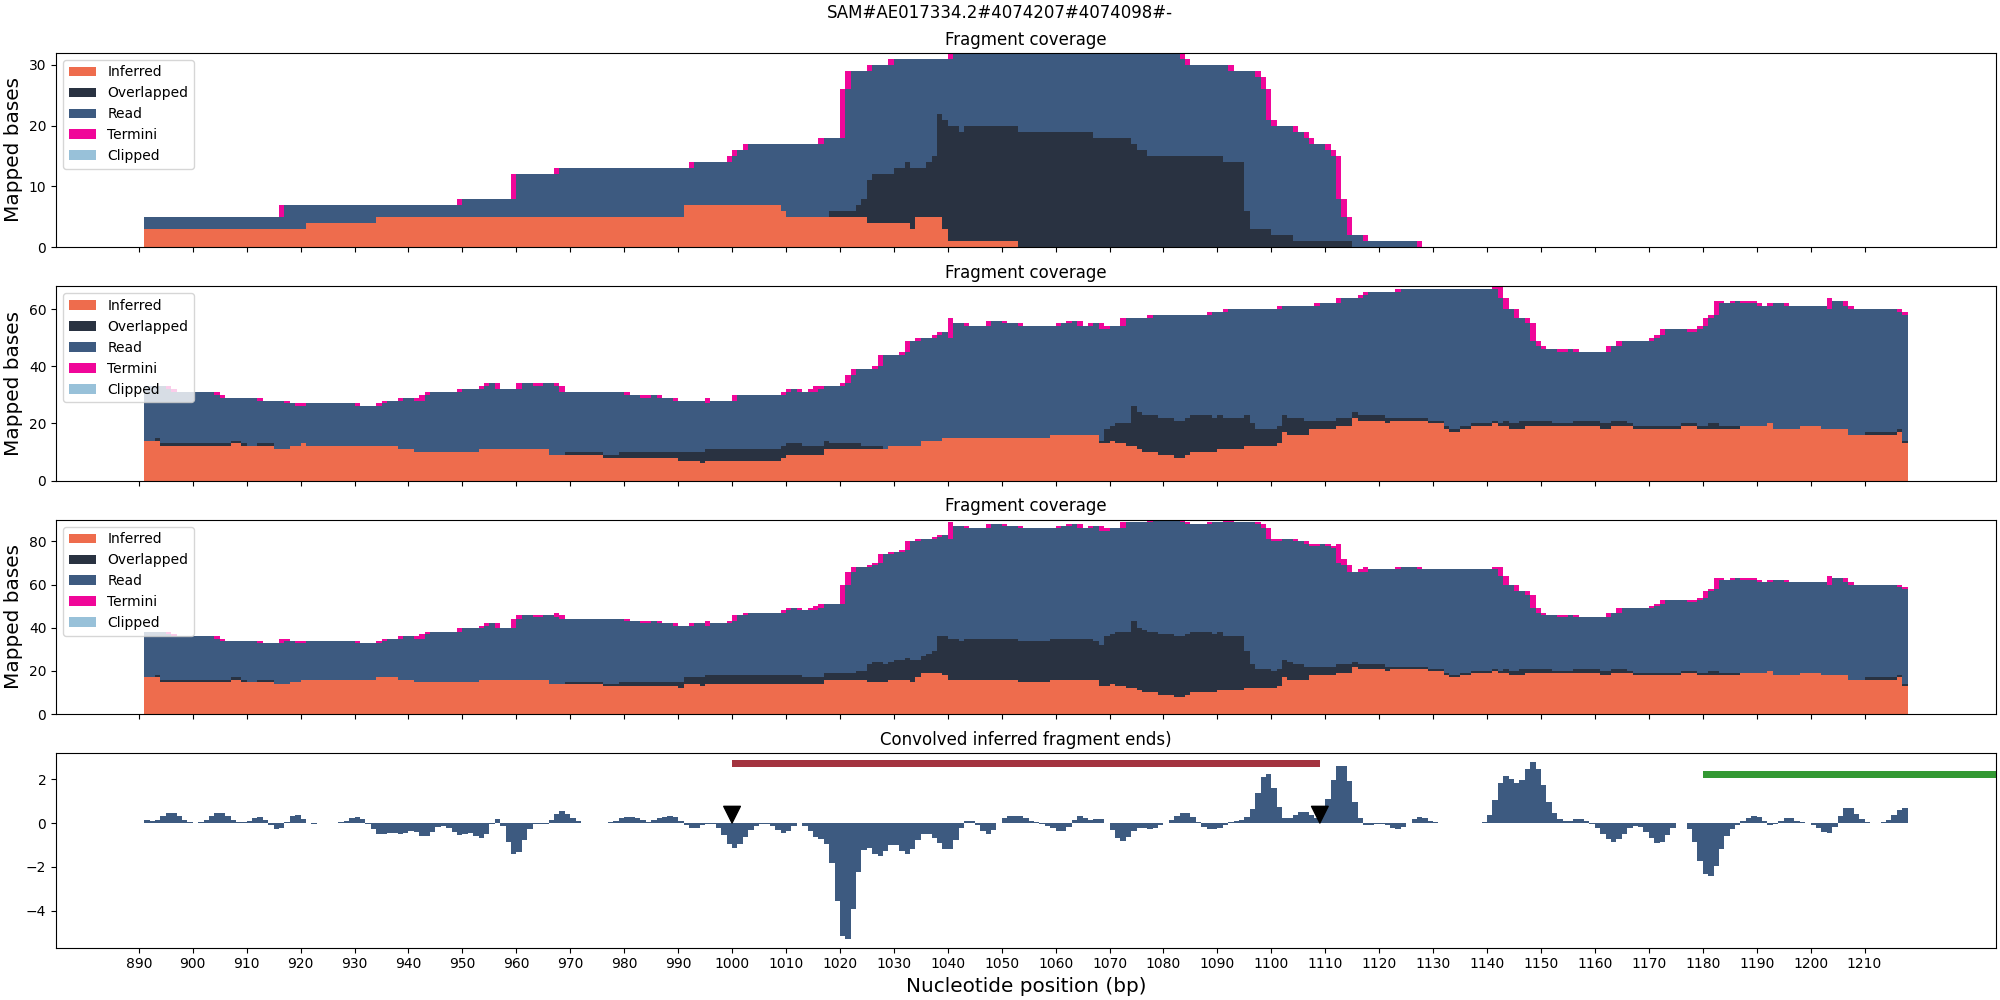 SAM#AE017334.2#4074207#4074098#-
Fragment coverage
Mapped bases
30
20
10
0
Inferred
Overlapped
Read
Termini
Clipped
Fragment coverage
Mapped bases
60
40
20
0
Inferred
Overlapped
Read
Termini
Clipped
Fragment coverage
Mapped bases
80
60
40
20
0
Inferred
Overlapped
Read
Termini
Clipped
Convolved inferred fragment ends)
2
0
−2
−4
890 900 910 920 930 940 950 960 970 980 990 1000 1010 1020 1030 1040 1050 1060 1070 1080 1090 1100 1110 1120 1130 1140 1150 1160 1170 1180 1190 1200 1210
Nucleotide position (bp)